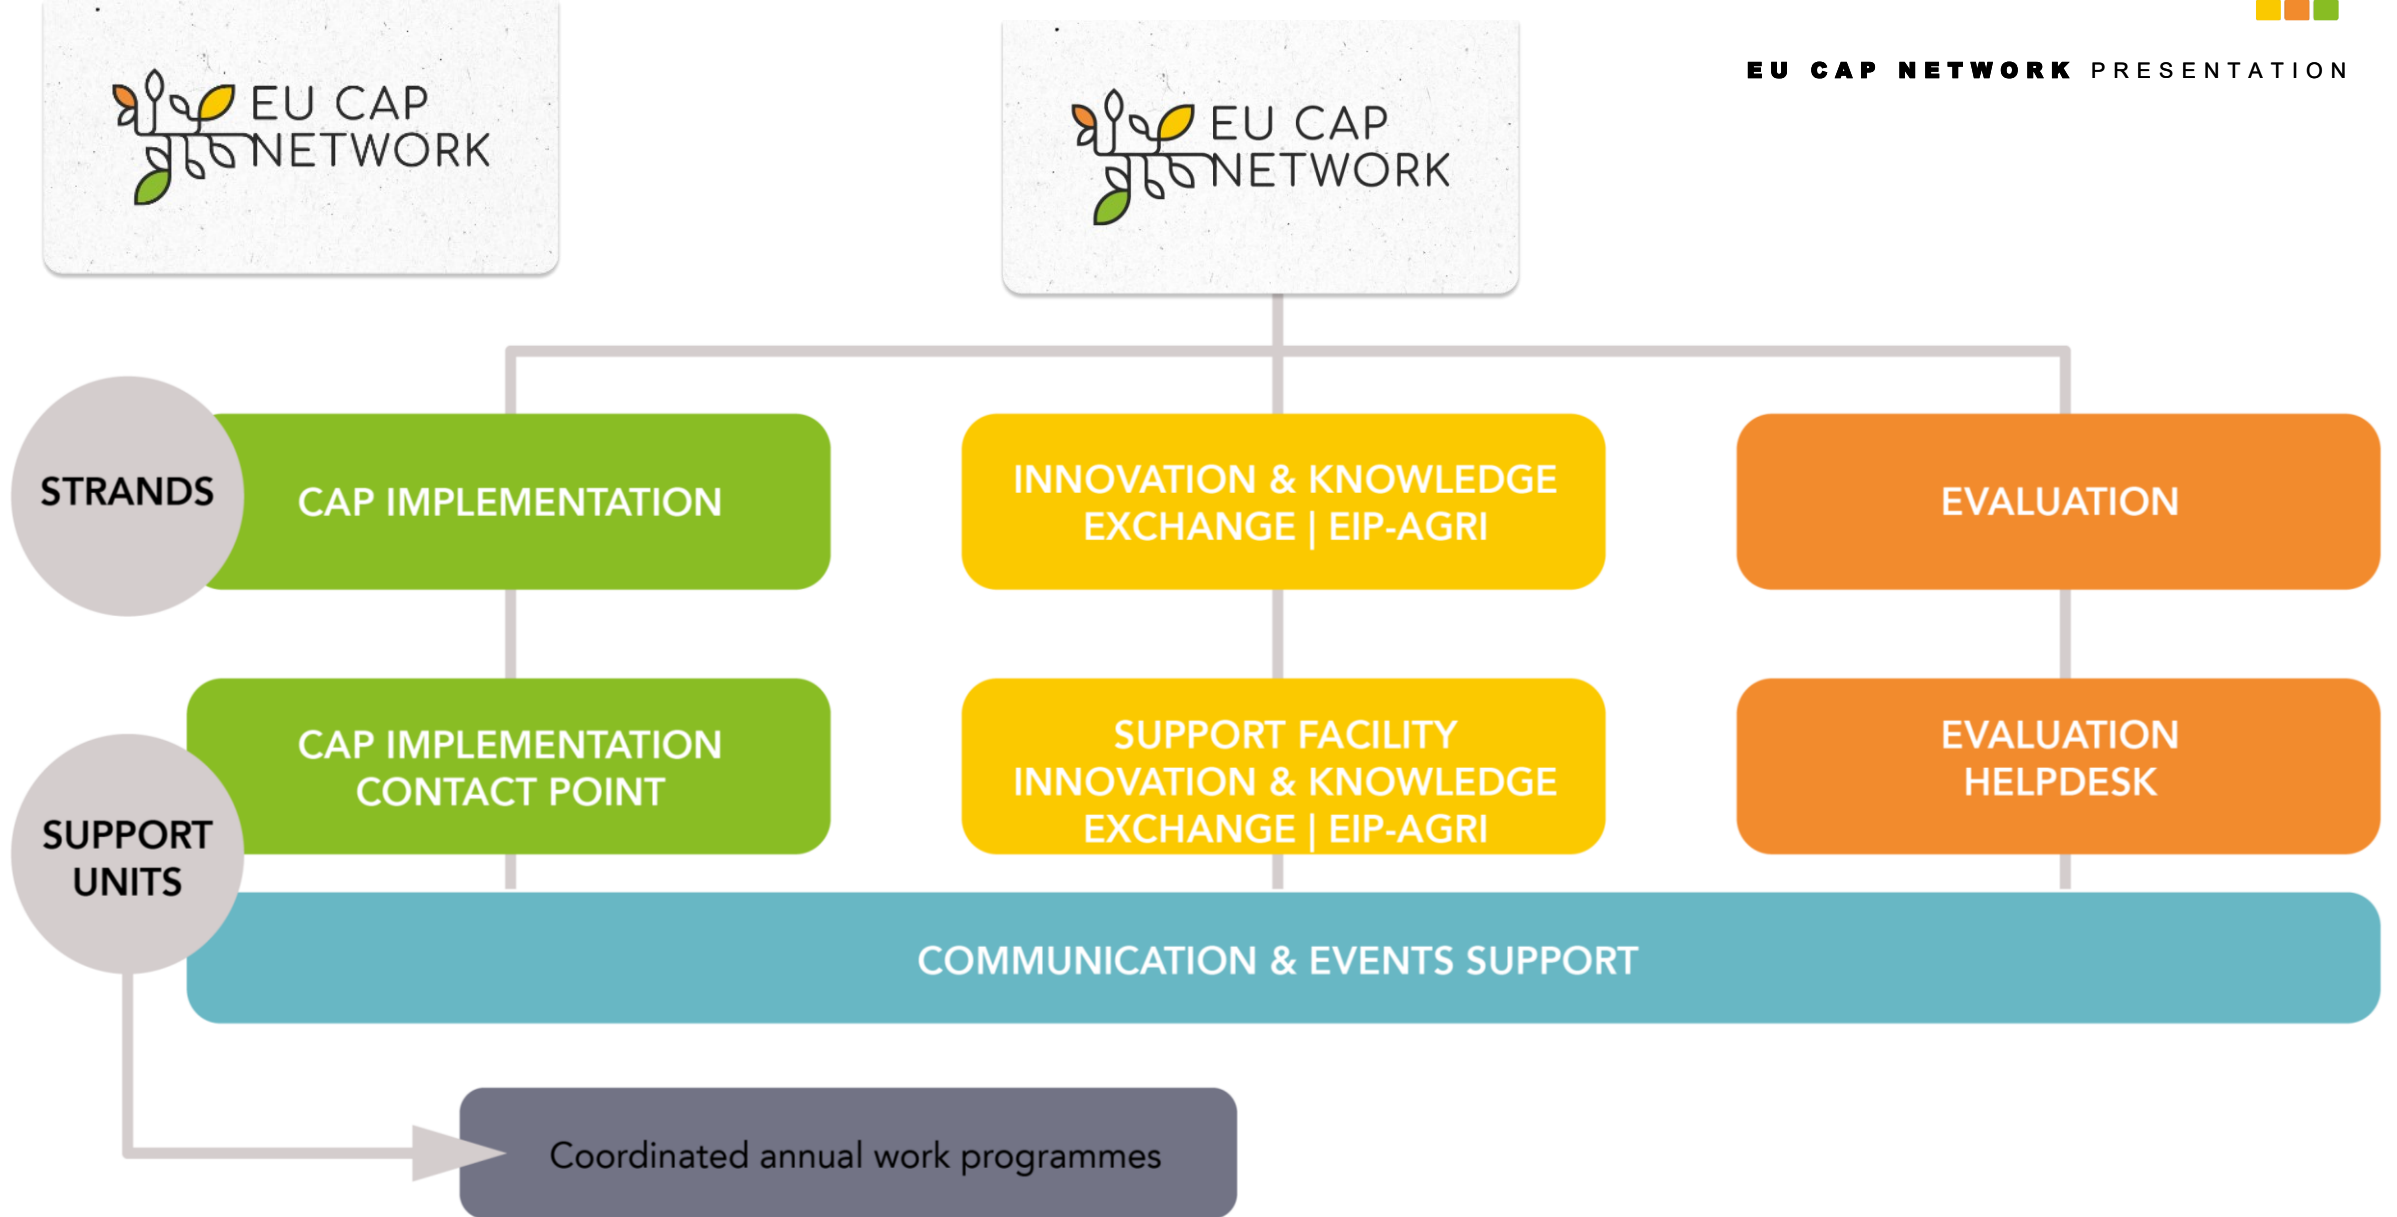 EU CAP
NETWORK
EU CAP
NETWORK
EU CAP NETWORK PRESENTATION
STRANDS
CAP IMPLEMENTATION
INNOVATION & KNOWLEDGE
EXCHANGE | EIP-AGRI
EVALUATION
SUPPORT
UNITS
CAP IMPLEMENTATION
CONTACT POINT
SUPPORT FACILITY
INNOVATION & KNOWLEDGE
EXCHANGE | EIP-AGRI
EVALUATION
HELPDESK
COMMUNICATION & EVENTS SUPPORT
Coordinated annual work programmes